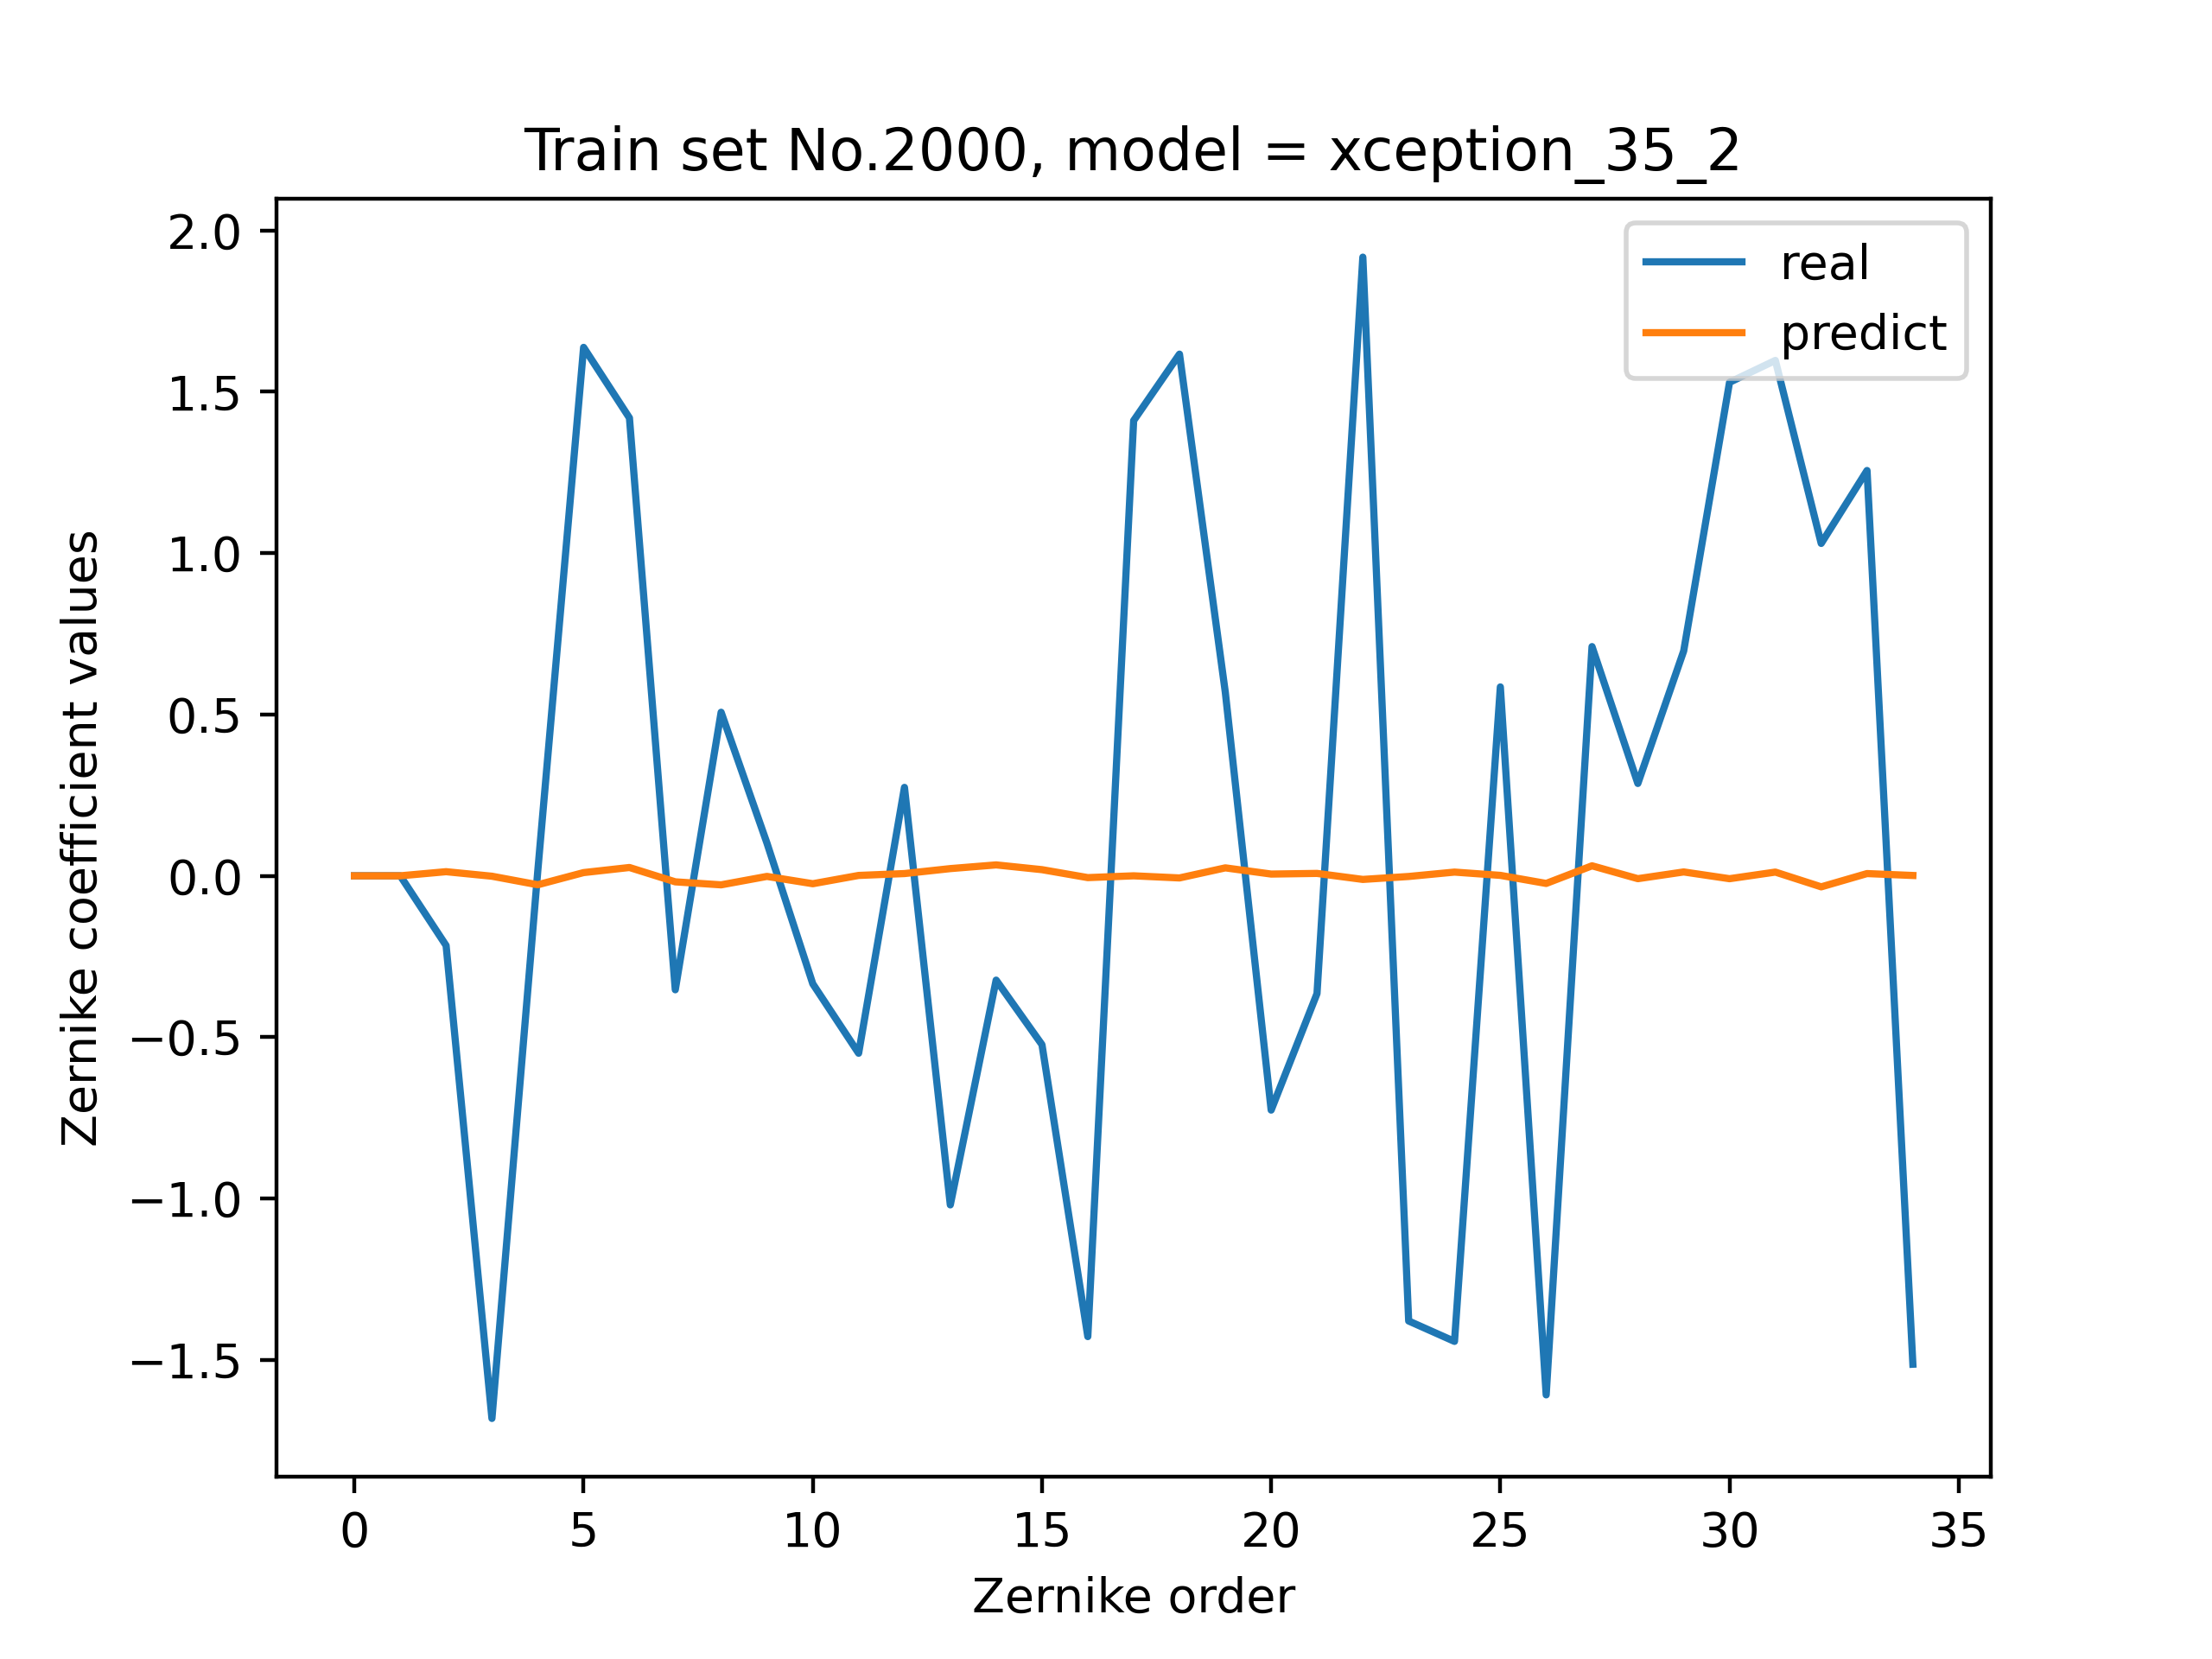 Train set No.2000, model = xception_35_2
real
predict
Zernike coefficient values
2.0
1.5
1.0
0.5
0.0
−0.5
−1.0
−1.5
0 5 10 15 20 25 30 35
Zernike order